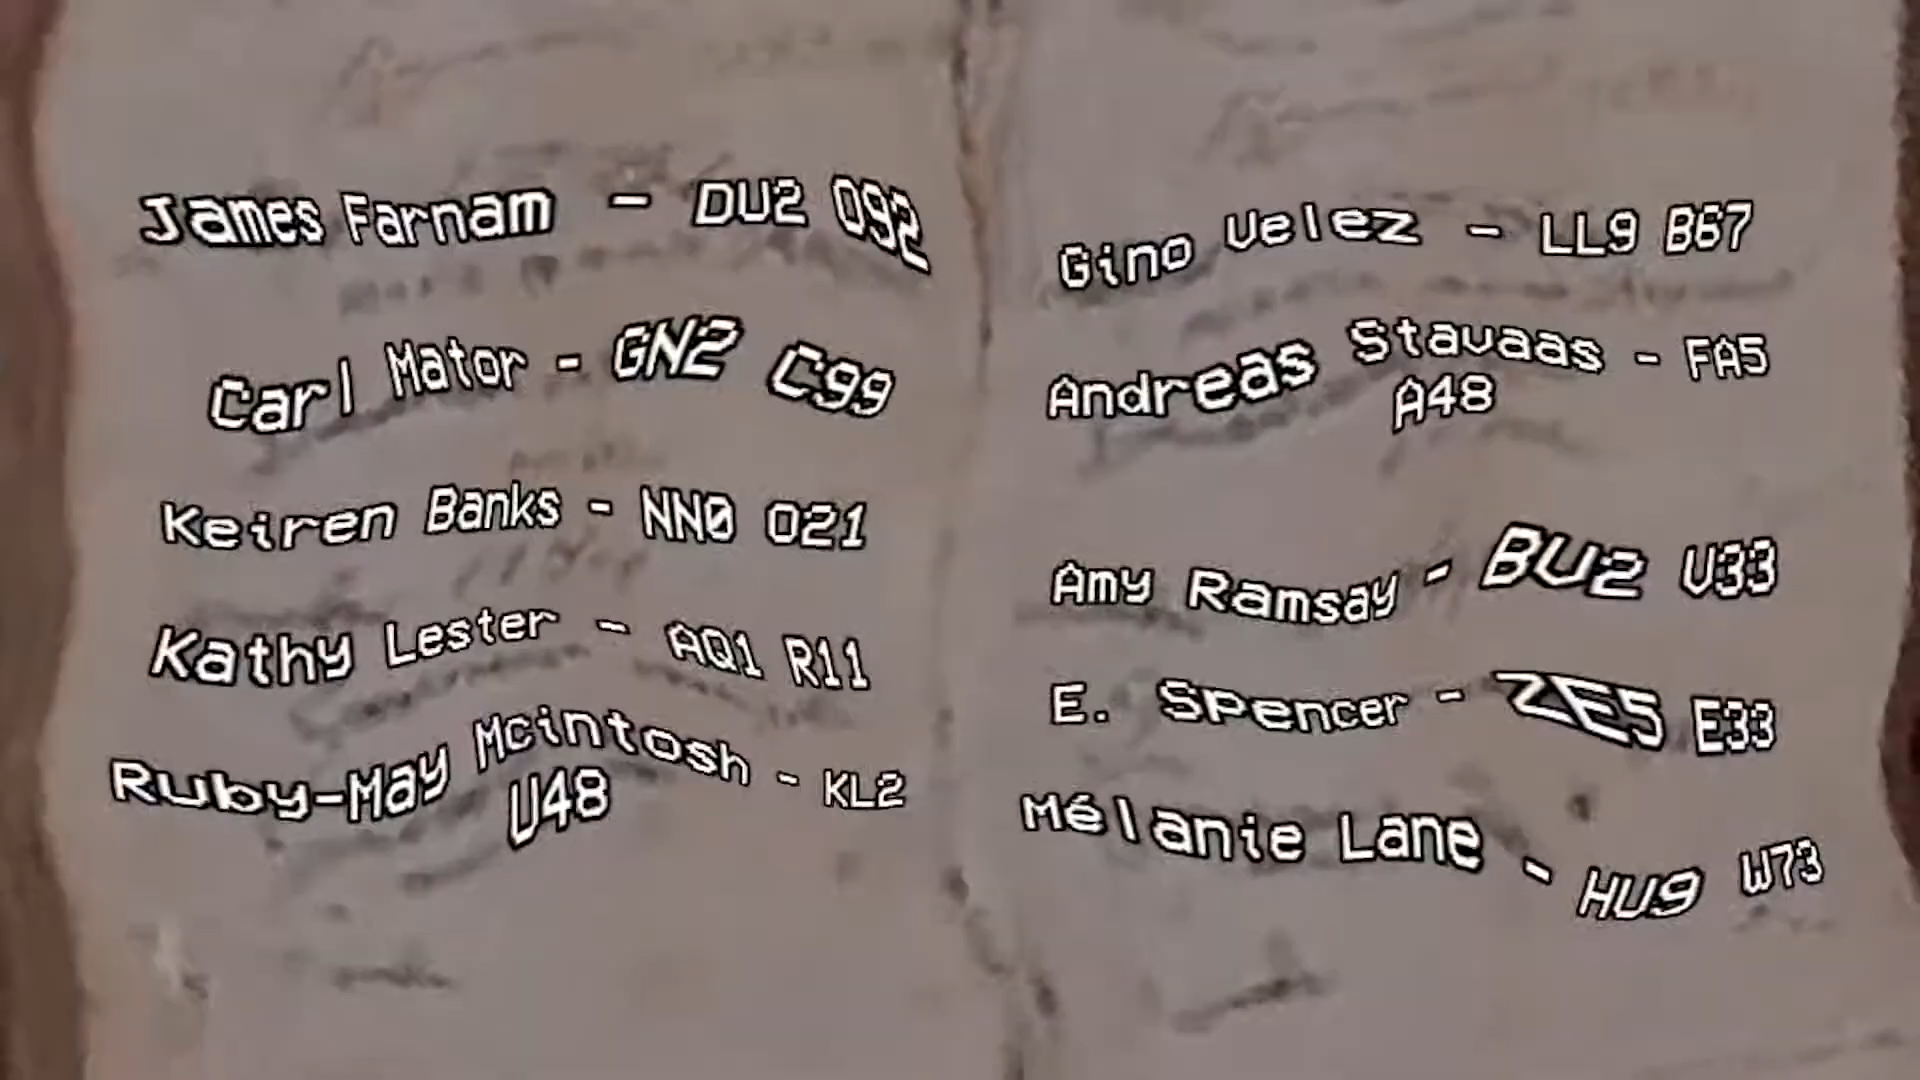 James Farnam - DU2 092
Carl Mator - GN2 C99
Keiren Banks - NN0 021
Kathy Lester - AQ1 R11
Ruby-May Mcintosh - KL2
U48
Gino Velez - LL9 B67
Andreas Stavaas - FA5
A48
Amy Ramsay - BU2 V33
E. Spencer - ZE5 E33
Mélanie Lane - HU9 W73